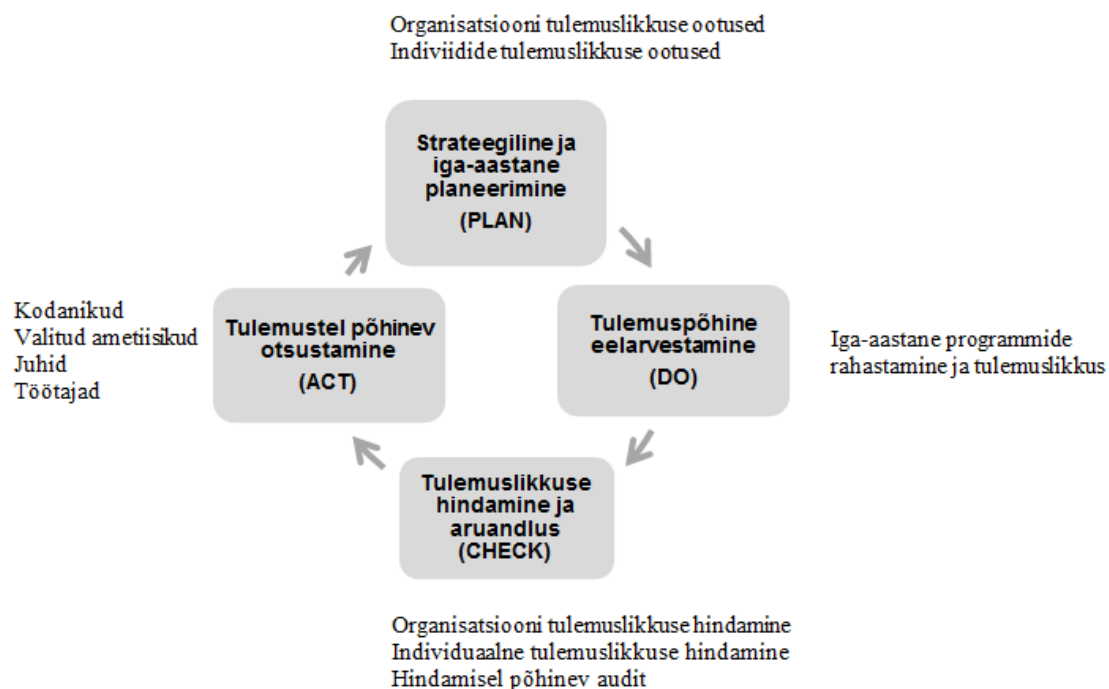 Organisatsiooni tulemuslikkuse ootused
Indiviidide tulemuslikkuse ootused
Strateegiline ja
iga-aastane
planeerimine
(PLAN)
Kodanikud
Valitud ametiisikud
Juhid
Töötajad
Tulemustel põhinev
otsustamine
(ACT)
Tulemuspõhine
eelarvestamine
(DO)
Iga-aastane programmide
rahastamine ja tulemuslikkus
Tulemuslikkuse
hindamine ja
aruandlus
(CHECK)
Organisatsiooni tulemuslikkuse hindamine
Individuaalne tulemuslikkuse hindamine
Hindamisel põhinev audit